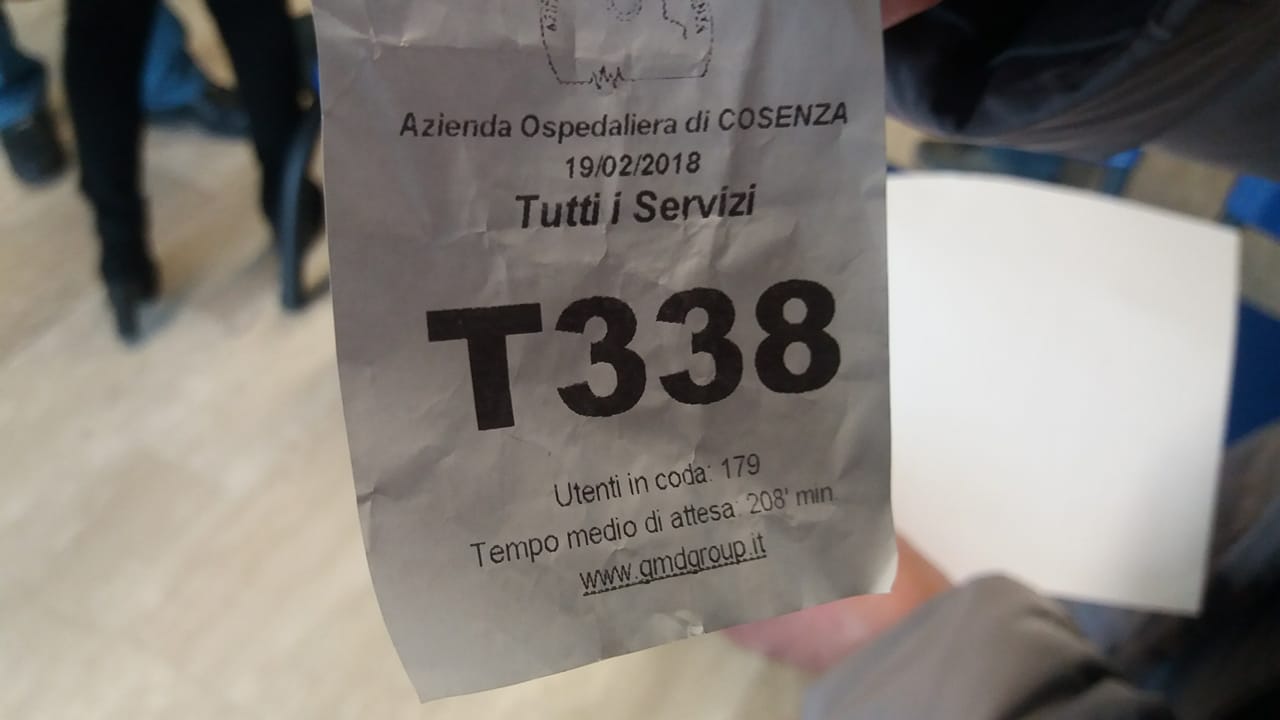 Azienda Ospedaliera di COSENZA
19/02/2018
Tutti i Servizi
T338
Utenti in coda: 179
Tempo medio di attesa: 208' min.
www.qmdgroup.it